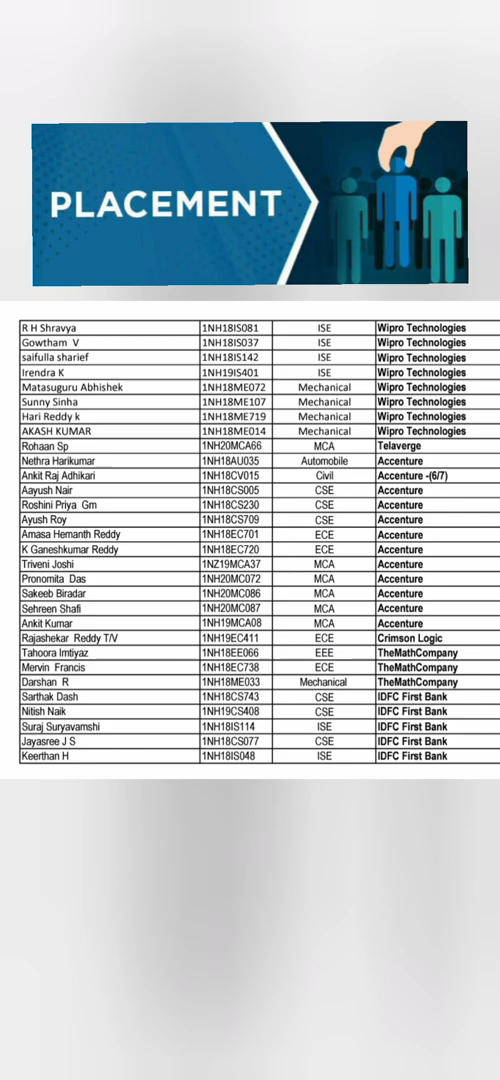 PLACEMENT
R H Shravya 1NH18IS081 ISE Wipro Technologies
Gowtham V 1NH18IS037 ISE Wipro Technologies
saifulla sharief 1NH18IS142 ISE Wipro Technologies
Irendra K 1NH19IS401 ISE Wipro Technologies
Matasuguru Abhishek 1NH18ME072 Mechanical Wipro Technologies
Sunny Sinha 1NH18ME107 Mechanical Wipro Technologies
Hari Reddy k 1NH18ME719 Mechanical Wipro Technologies
AKASH KUMAR 1NH18ME014 Mechanical Wipro Technologies
Rohaan Sp 1NH20MCA66 MCA Telaverge
Nethra Harikumar 1NH18AU035 Automobile Accenture
Ankit Raj Adhikari 1NH18CV015 Civil Accenture -(6/7)
Aayush Nair 1NH18CS005 CSE Accenture
Roshini Priya Gm 1NH18CS230 CSE Accenture
Ayush Roy 1NH18CS709 CSE Accenture
Amasa Hemanth Reddy 1NH18EC701 ECE Accenture
K Ganeshkumar Reddy 1NH18EC720 ECE Accenture
Triveni Joshi 1NZ19MCA37 MCA Accenture
Pronomita Das 1NH20MC072 MCA Accenture
Sakeeb Biradar 1NH20MC086 MCA Accenture
Sehreen Shafi 1NH20MC087 MCA Accenture
Ankit Kumar 1NH19MCA08 MCA Accenture
Rajashekar Reddy T/V 1NH19EC411 ECE Crimson Logic
Tahoora Imtiyaz 1NH18EE066 EEE TheMathCompany
Mervin Francis 1NH18EC738 ECE TheMathCompany
Darshan R 1NH18ME033 Mechanical TheMathCompany
Sarthak Dash 1NH18CS743 CSE IDFC First Bank
Nitish Naik 1NH19CS408 CSE IDFC First Bank
Suraj Suryavamshi 1NH18IS114 ISE IDFC First Bank
Jayasree J S 1NH18CS077 CSE IDFC First Bank
Keerthan H 1NH18IS048 ISE IDFC First Bank